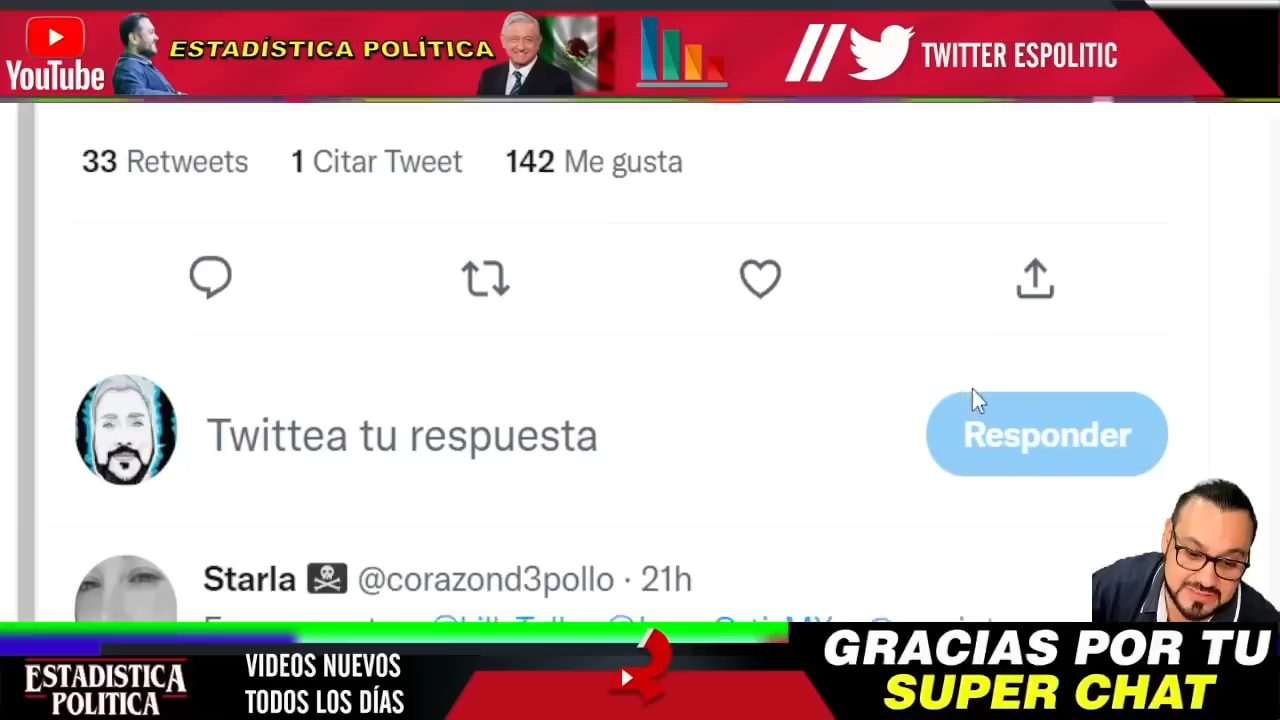 YouTube
ESTADÍSTICA POLÍTICA
TWITTER ESPOLITIC
33 Retweets 1 Citar Tweet 142 Me gusta
Twittea tu respuesta
Responder
Starla @corazond3pollo · 21h
ESTADISTICA
POLÍTICA
VIDEOS NUEVOS
TODOS LOS DÍAS
GRACIAS POR TU
SUPER CHAT